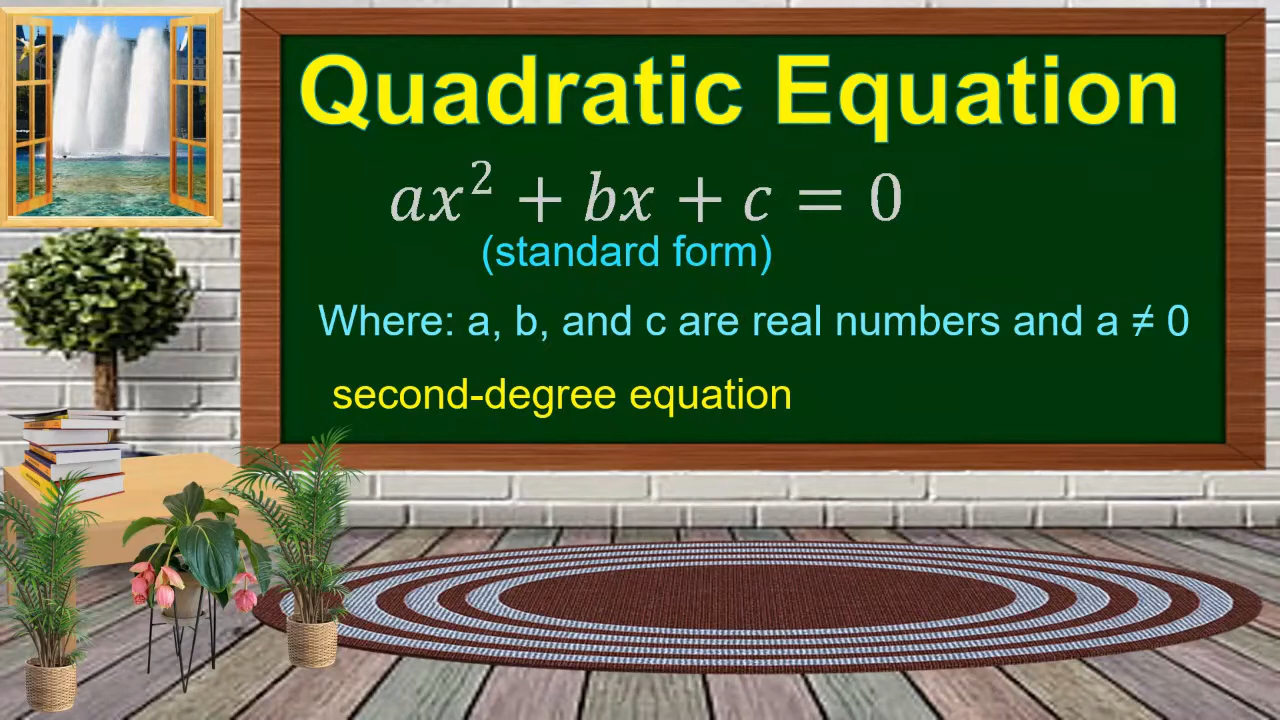 Quadratic Equation
ax² + bx + c = 0
(standard form)
Where: a, b, and c are real numbers and a ≠ 0
second-degree equation